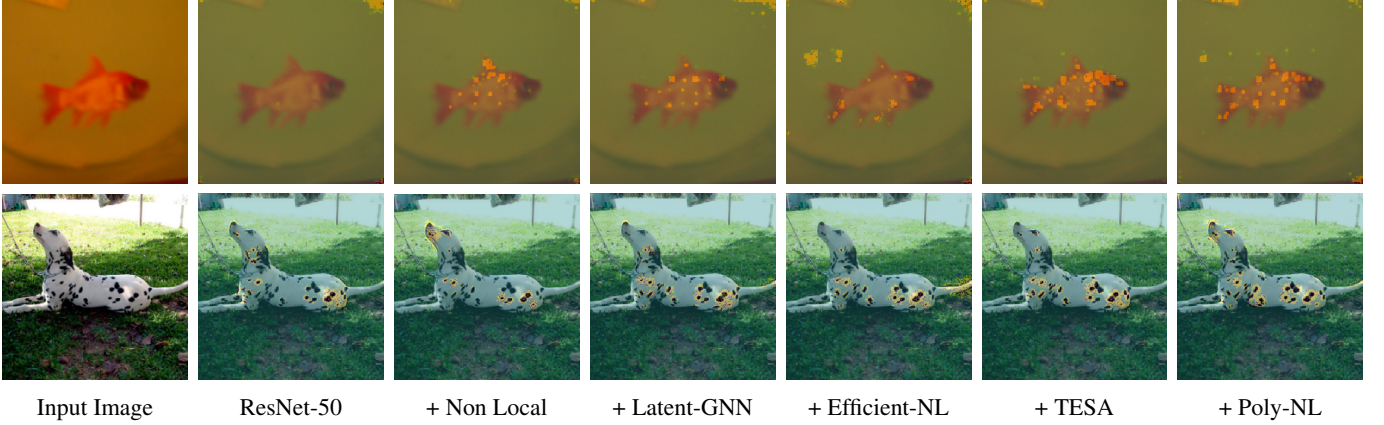 Input Image ResNet-50 + Non Local + Latent-GNN + Efficient-NL + TESA + Poly-NL